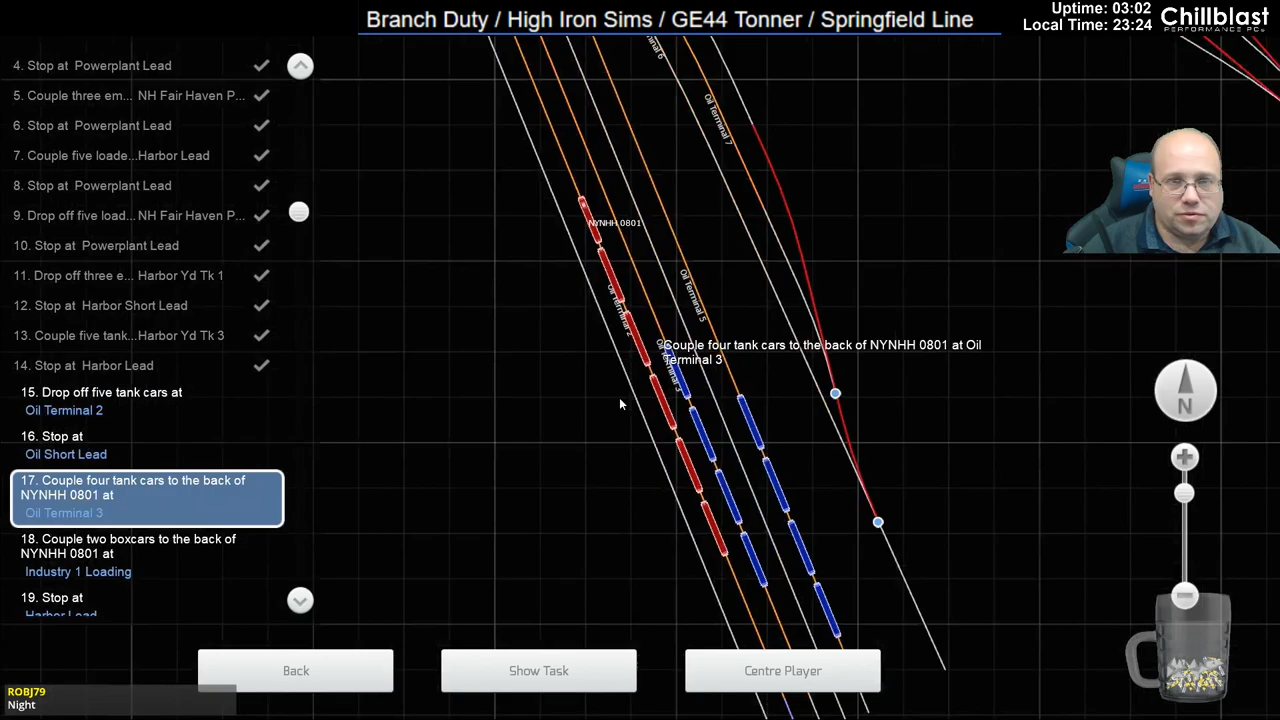 Branch Duty / High Iron Sims / GE44 Tonner / Springfield Line
Uptime: 03:02
Local Time: 23:24
Chillblast
PERFORMANCE PCs.
4. Stop at Powerplant Lead
5. Couple three em... NH Fair Haven P...
6. Stop at Powerplant Lead
7. Couple five loade...Harbor Lead
8. Stop at Powerplant Lead
9. Drop off five load... NH Fair Haven P...
10. Stop at Powerplant Lead
11. Drop off three e... Harbor Yd Tk 1
12. Stop at Harbor Short Lead
13. Couple five tank...Harbor Yd Tk 3
14. Stop at Harbor Lead
15. Drop off five tank cars at
Oil Terminal 2
16. Stop at
Oil Short Lead
17. Couple four tank cars to the back of
NYNHH 0801 at
Oil Terminal 3
18. Couple two boxcars to the back of
NYNHH 0801 at
Industry 1 Loading
19. Stop at
Harbor Lead
Oil Terminal 7
NYNHH 0801
Oil Terminal 2
Oil Terminal 5
Oil Terminal 3
Couple four tank cars to the back of NYNHH 0801 at Oil
Terminal 3
N
Back
Show Task
Centre Player
ROBJ79
Night